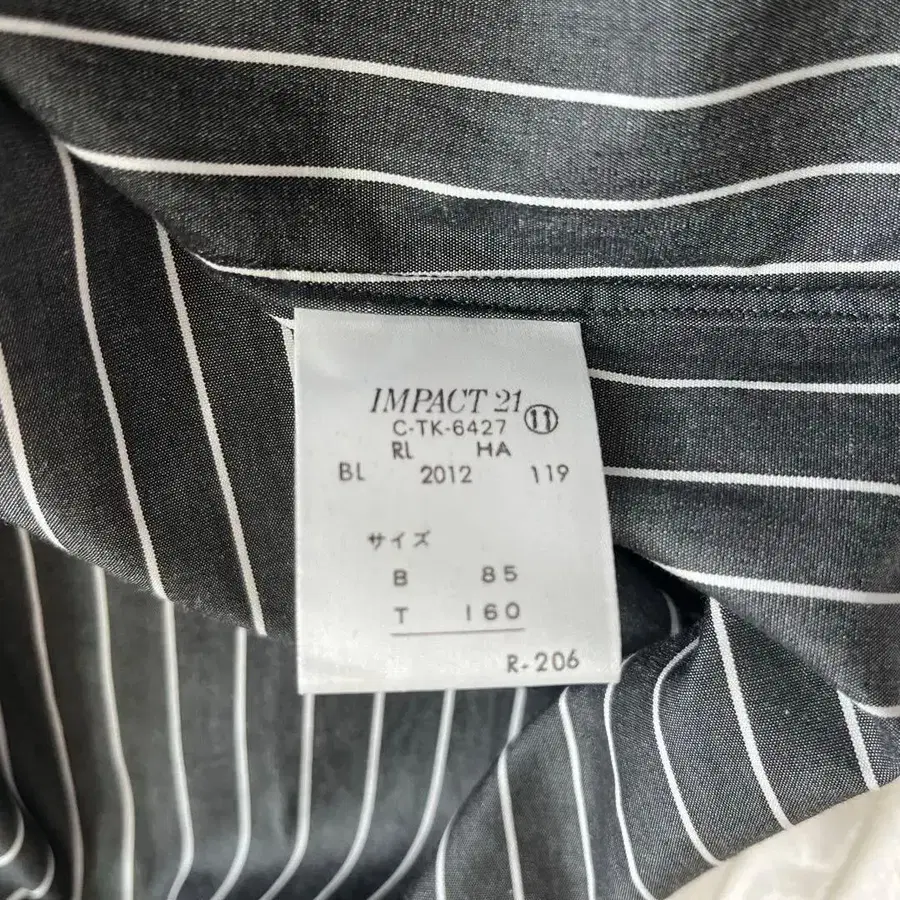 IMPACT 21 ⑪
C-TK-6427
RL HA
BL 2012 119
サイズ
B 85
T 160
R-206